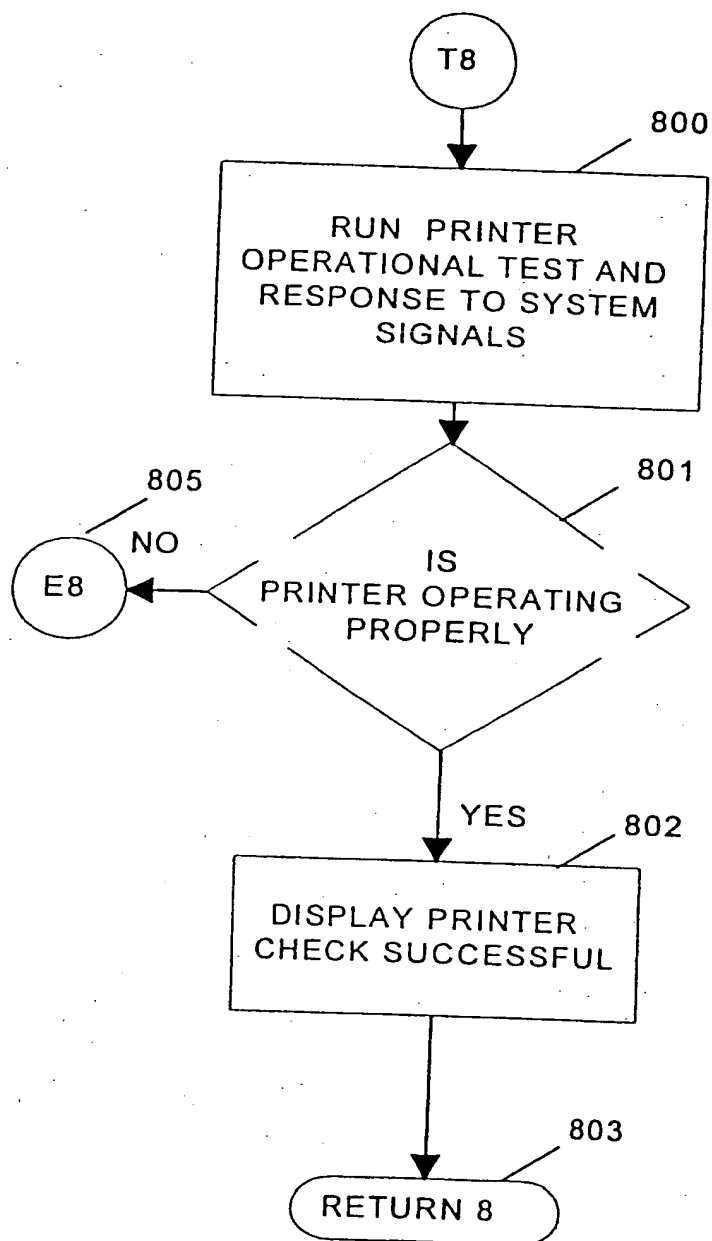 T8
800
RUN PRINTER
OPERATIONAL TEST AND
RESPONSE TO SYSTEM
SIGNALS
801
805
NO
E8
IS
PRINTER OPERATING
PROPERLY
YES
802
DISPLAY PRINTER
CHECK SUCCESSFUL
803
RETURN 8